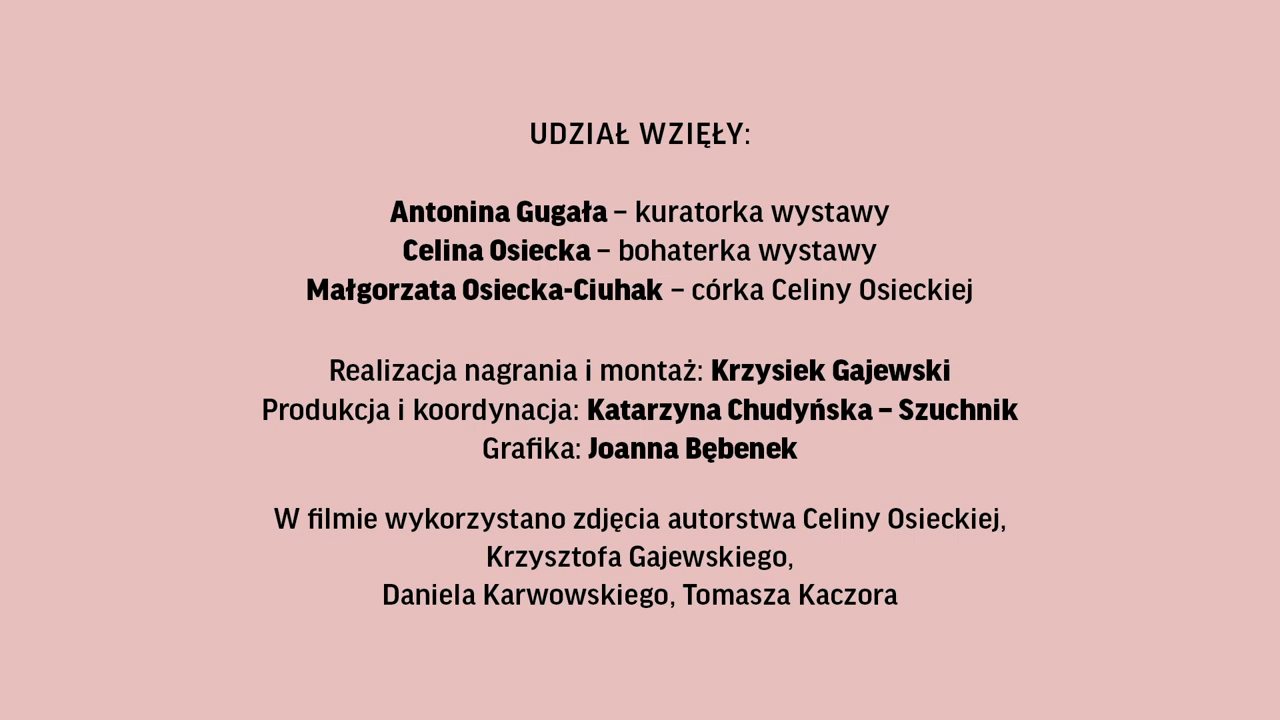 UDZIAŁ WZIĘŁY:
Antonina Gugała – kuratorka wystawy
Celina Osiecka – bohaterka wystawy
Małgorzata Osiecka-Ciuhak – córka Celiny Osieckiej
Realizacja nagrania i montaż: Krzysiek Gajewski
Produkcja i koordynacja: Katarzyna Chudyńska – Szuchnik
Grafika: Joanna Bębenek
W filmie wykorzystano zdjęcia autorstwa Celiny Osieckiej,
Krzysztofa Gajewskiego,
Daniela Karwowskiego, Tomasza Kaczora